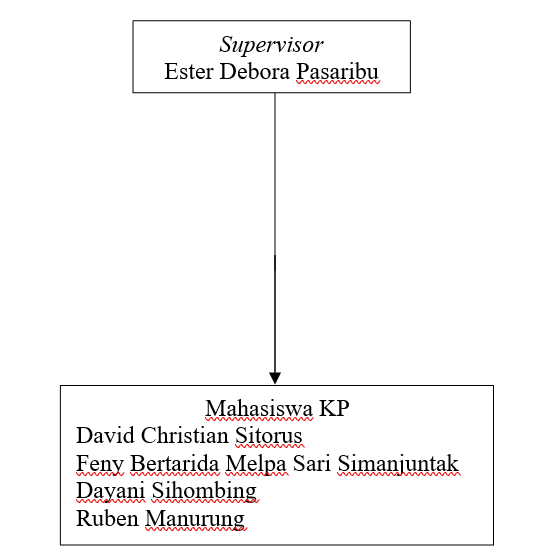 Supervisor
Ester Debora Pasaribu
Mahasiswa KP
David Christian Sitorus
Feny Bertarida Melpa Sari Simanjuntak
Dayani Sihombing
Ruben Manurung